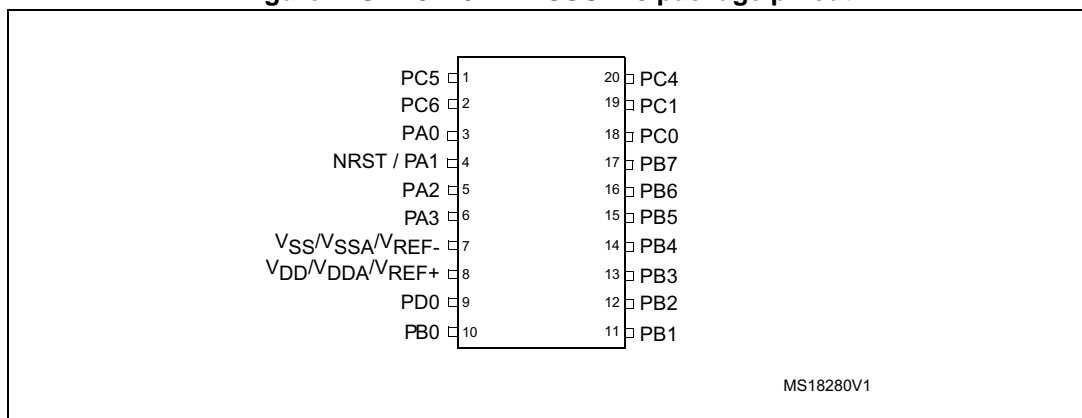 PC5 1 20 PC4
PC6 2 19 PC1
PA0 3 18 PC0
NRST / PA1 4 17 PB7
PA2 5 16 PB6
PA3 6 15 PB5
VSS/VSSA/VREF- 7 14 PB4
VDD/VDDA/VREF+ 8 13 PB3
PD0 9 12 PB2
PB0 10 11 PB1
MS18280V1